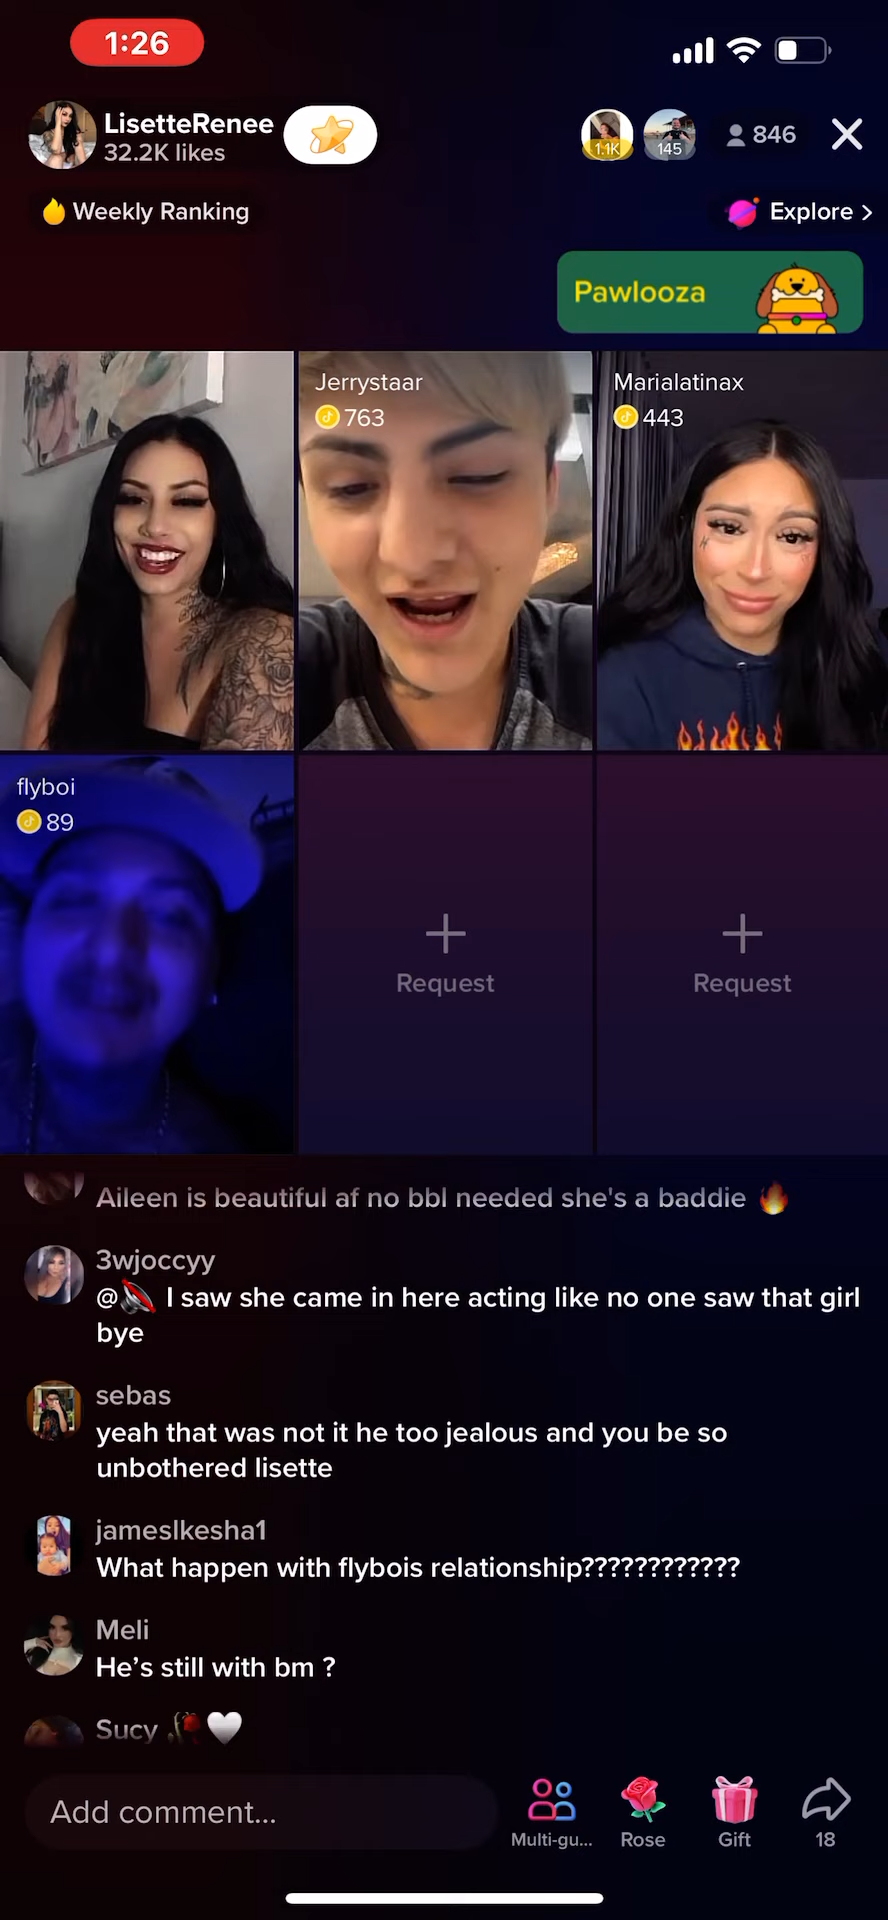 1:26
LisetteRenee
32.2K likes
1.1K
145
846
Weekly Ranking
Explore >
Pawlooza
Jerrystaar
763
Marialatinax
443
flyboi
89
Request
Request
Aileen is beautiful af no bbl needed she's a baddie 🔥
3wjoccyy
@🔇 I saw she came in here acting like no one saw that girl
bye
sebas
yeah that was not it he too jealous and you be so
unbothered lisette
jameslkesha1
What happen with flybois relationship????????????
Meli
He's still with bm ?
Sucy 🥀🤍
Add comment...
Multi-gu...
Rose
Gift
18